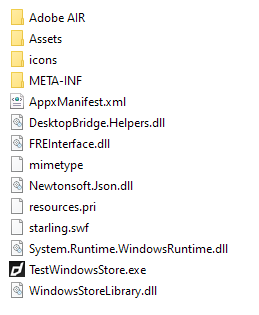 Adobe AIR
Assets
icons
META-INF
AppxManifest.xml
DesktopBridge.Helpers.dll
FREInterface.dll
mimetype
Newtonsoft.Json.dll
resources.pri
starling.swf
System.Runtime.WindowsRuntime.dll
TestWindowsStore.exe
WindowsStoreLibrary.dll